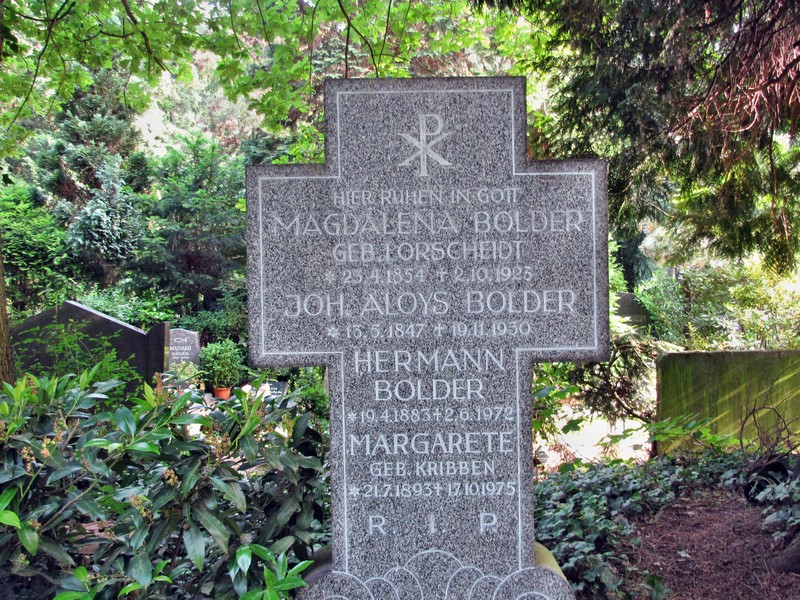 HIER RUHEN IN GOTT
MAGDALENA BOLDER
GEB. LORSCHEIDT
* 25.4.1854 + 2.10.1923
JOH. ALOYS BOLDER
* 13.3.1847 + 19.11.1930
HERMANN
BOLDER
* 19.4.1883 + 2.6.1972
MARGARETE
GEB. KRIBBEN
* 21.7.1893 + 17.10.1975
R. I. P.